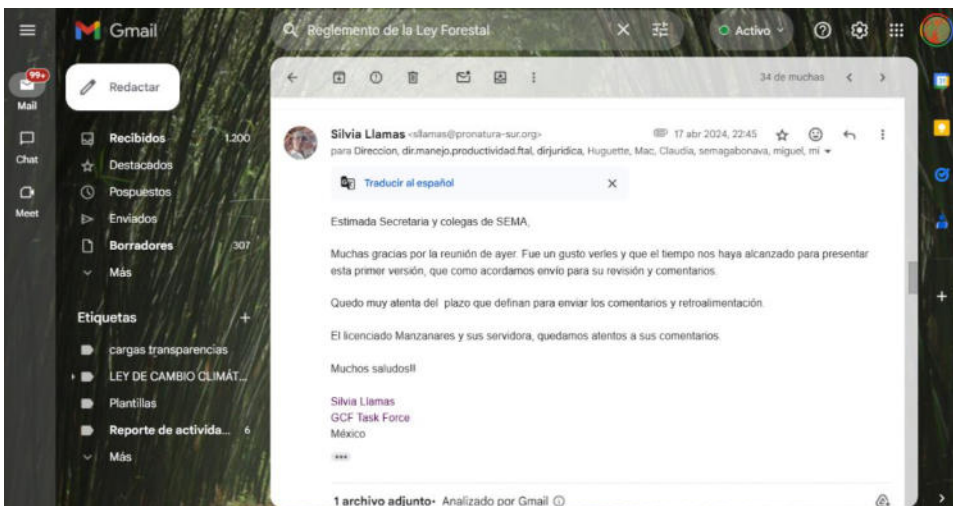 Gmail
Reglemento de la Ley Forestal
Activo
99+
Mail
Chat
Meet
Redactar
Recibidos 1.200
Destacados
Pospuestos
Enviados
Borradores 307
Más
Etiquetas
cargas transparencias
LEY DE CAMBIO CLIMÁT...
Plantillas
Reporte de activida... 6
Más
34 de muchas
Silvia Llamas <sllamas@pronatura-sur.org> 17 abr 2024, 22:45
para Direccion, dir.manejo.productividad.ftal, dirjuridica, Huguette, Mac, Claudia, semagabonava, miguel, mi
Traducir al español
Estimada Secretaria y colegas de SEMA,
Muchas gracias por la reunión de ayer. Fue un gusto verles y que el tiempo nos haya alcanzado para presentar
esta primer versión, que como acordamos envío para su revisión y comentarios.
Quedo muy atenta del plazo que definan para enviar los comentarios y retroalimentación.
El licenciado Manzanares y sus servidora, quedamos atentos a sus comentarios.
Muchos saludos!!!
Silvia Llamas
GCF Task Force
México
1 archivo adjunto • Analizado por Gmail